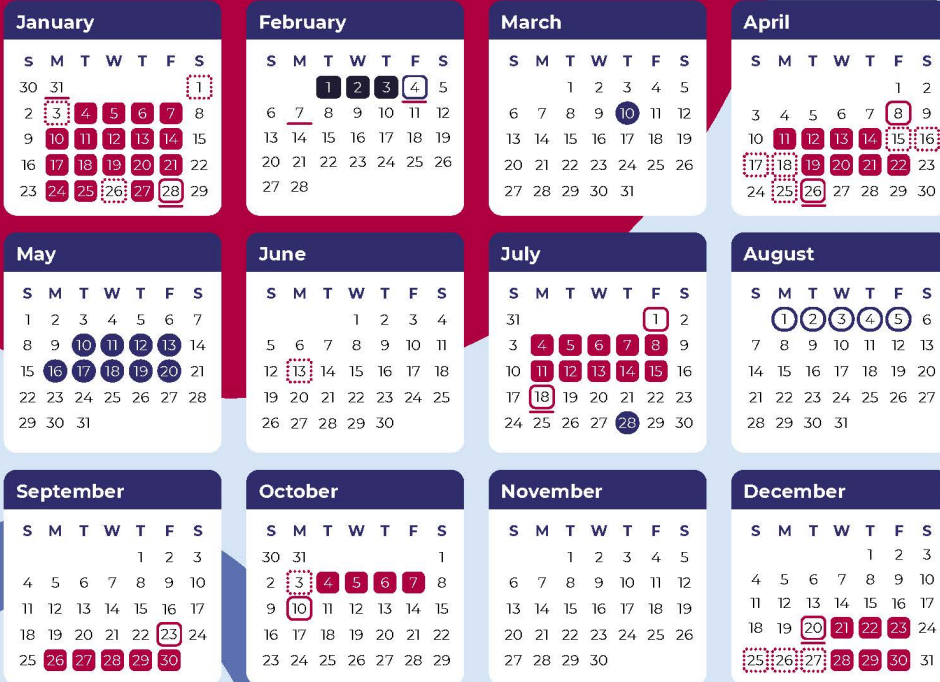 January
S M T W T F S
30 31 1
2 3 4 5 6 7 8
9 10 11 12 13 14 15
16 17 18 19 20 21 22
23 24 25 26 27 28 29
February
S M T W T F S
1 2 3 4 5
6 7 8 9 10 11 12
13 14 15 16 17 18 19
20 21 22 23 24 25 26
27 28
March
S M T W T F S
1 2 3 4 5
6 7 8 9 10 11 12
13 14 15 16 17 18 19
20 21 22 23 24 25 26
27 28 29 30 31
April
S M T W T F S
1 2
3 4 5 6 7 8 9
10 11 12 13 14 15 16
17 18 19 20 21 22 23
24 25 26 27 28 29 30
May
S M T W T F S
1 2 3 4 5 6 7
8 9 10 11 12 13 14
15 16 17 18 19 20 21
22 23 24 25 26 27 28
29 30 31
June
S M T W T F S
1 2 3 4
5 6 7 8 9 10 11
12 13 14 15 16 17 18
19 20 21 22 23 24 25
26 27 28 29 30
July
S M T W T F S
31 1 2
3 4 5 6 7 8 9
10 11 12 13 14 15 16
17 18 19 20 21 22 23
24 25 26 27 28 29 30
August
S M T W T F S
1 2 3 4 5 6
7 8 9 10 11 12 13
14 15 16 17 18 19 20
21 22 23 24 25 26 27
28 29 30 31
September
S M T W T F S
1 2 3
4 5 6 7 8 9 10
11 12 13 14 15 16 17
18 19 20 21 22 23 24
25 26 27 28 29 30
October
S M T W T F S
30 31 1
2 3 4 5 6 7 8
9 10 11 12 13 14 15
16 17 18 19 20 21 22
23 24 25 26 27 28 29
November
S M T W T F S
1 2 3 4 5
6 7 8 9 10 11 12
13 14 15 16 17 18 19
20 21 22 23 24 25 26
27 28 29 30
December
S M T W T F S
1 2 3
4 5 6 7 8 9 10
11 12 13 14 15 16 17
18 19 20 21 22 23 24
25 26 27 28 29 30 31